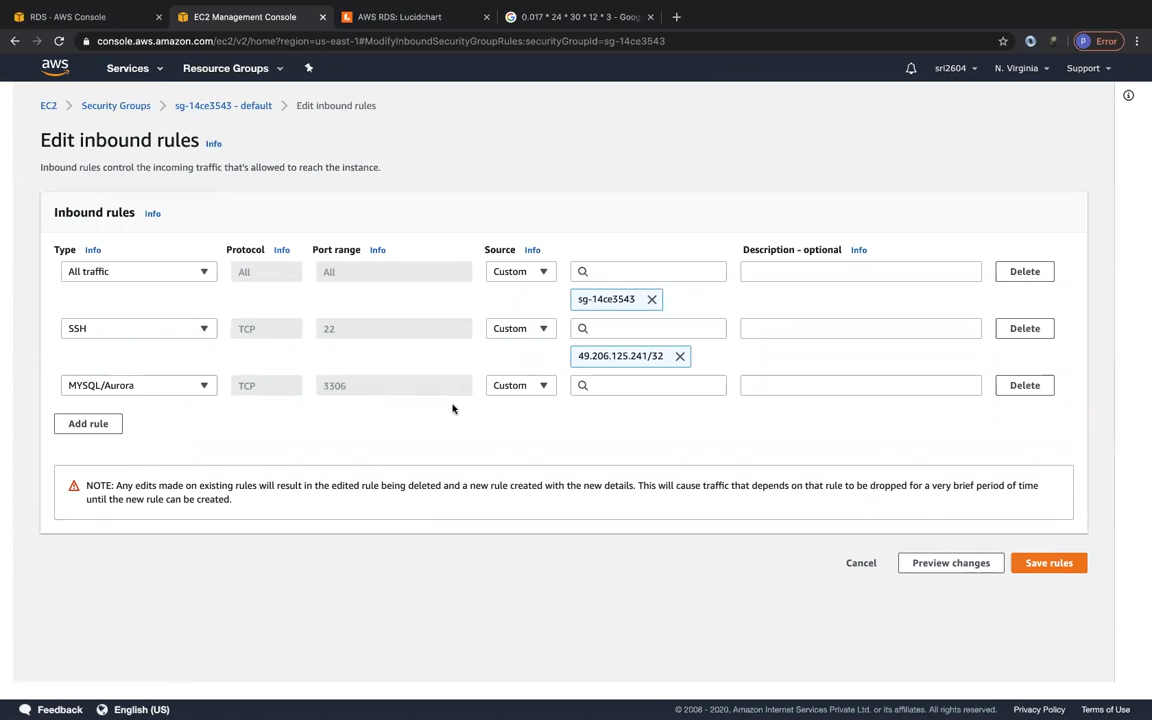 RDS · AWS Console
EC2 Management Console
AWS RDS: Lucidchart
0.017 * 24 * 30 * 12 * 3 - Goog
console.aws.amazon.com/ec2/v2/home?region=us-east-1#ModifyInboundSecurityGroupRules:securityGroupId=sg-14ce3543
P Error
aws Services Resource Groups sri2604 N. Virginia Support
EC2 > Security Groups > sg-14ce3543 - default > Edit inbound rules
Edit inbound rules Info
Inbound rules control the incoming traffic that's allowed to reach the instance.
Inbound rules Info
Type Info Protocol Info Port range Info Source Info Description - optional Info
All traffic All All Custom Delete
sg-14ce3543
SSH TCP 22 Custom Delete
49.206.125.241/32
MYSQL/Aurora TCP 3306 Custom Delete
Add rule
NOTE: Any edits made on existing rules will result in the edited rule being deleted and a new rule created with the new details. This will cause traffic that depends on that rule to be dropped for a very brief period of time
until the new rule can be created.
Cancel Preview changes Save rules
Feedback English (US) © 2008 - 2020, Amazon Internet Services Private Ltd. or its affiliates. All rights reserved. Privacy Policy Terms of Use